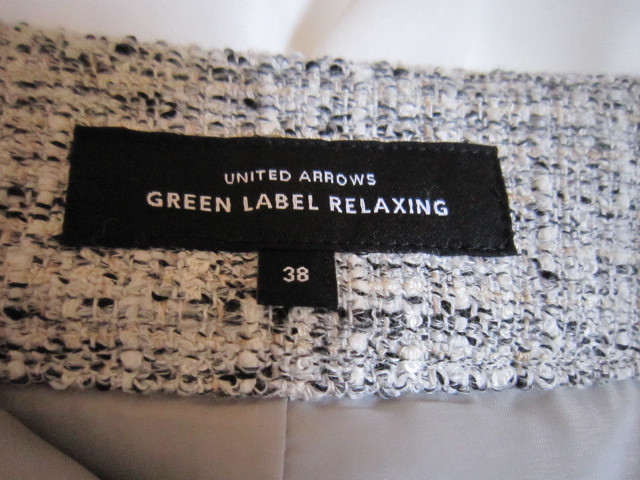 UNITED ARROWS
GREEN LABEL RELAXING
38